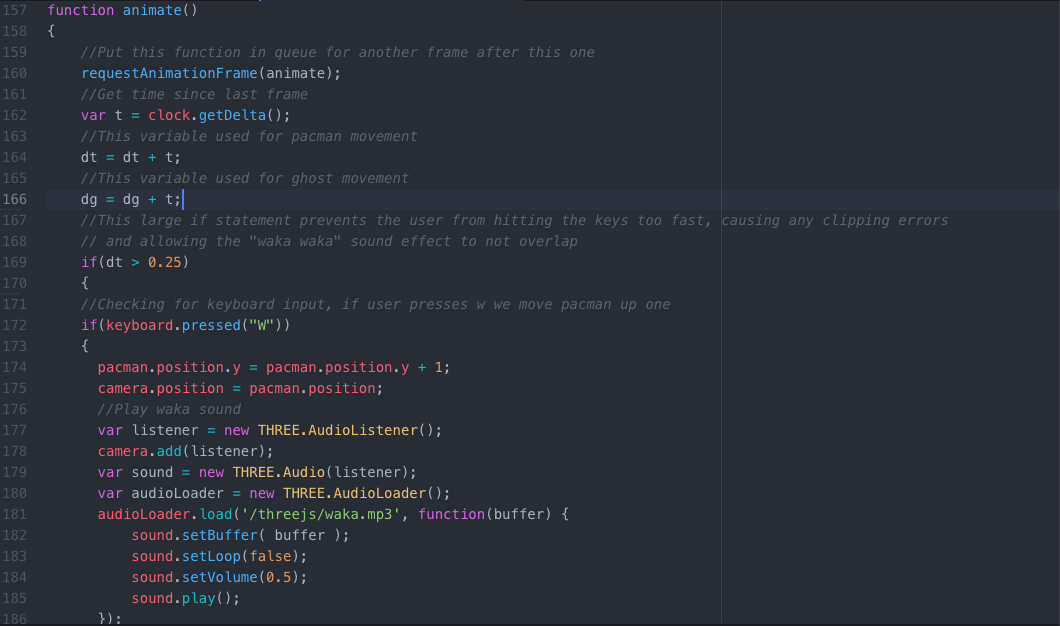 157 function animate()
158 {
159 //Put this function in queue for another frame after this one
160 requestAnimationFrame(animate);
161 //Get time since last frame
162 var t = clock.getDelta();
163 //This variable used for pacman movement
164 dt = dt + t;
165 //This variable used for ghost movement
166 dg = dg + t;
167 //This large if statement prevents the user from hitting the keys too fast, causing any clipping errors
168 // and allowing the "waka waka" sound effect to not overlap
169 if(dt > 0.25)
170 {
171 //Checking for keyboard input, if user presses w we move pacman up one
172 if(keyboard.pressed("W"))
173 {
174 pacman.position.y = pacman.position.y + 1;
175 camera.position = pacman.position;
176 //Play waka sound
177 var listener = new THREE.AudioListener();
178 camera.add(listener);
179 var sound = new THREE.Audio(listener);
180 var audioLoader = new THREE.AudioLoader();
181 audioLoader.load('/threejs/waka.mp3', function(buffer) {
182 sound.setBuffer( buffer );
183 sound.setLoop(false);
184 sound.setVolume(0.5);
185 sound.play();
186 });